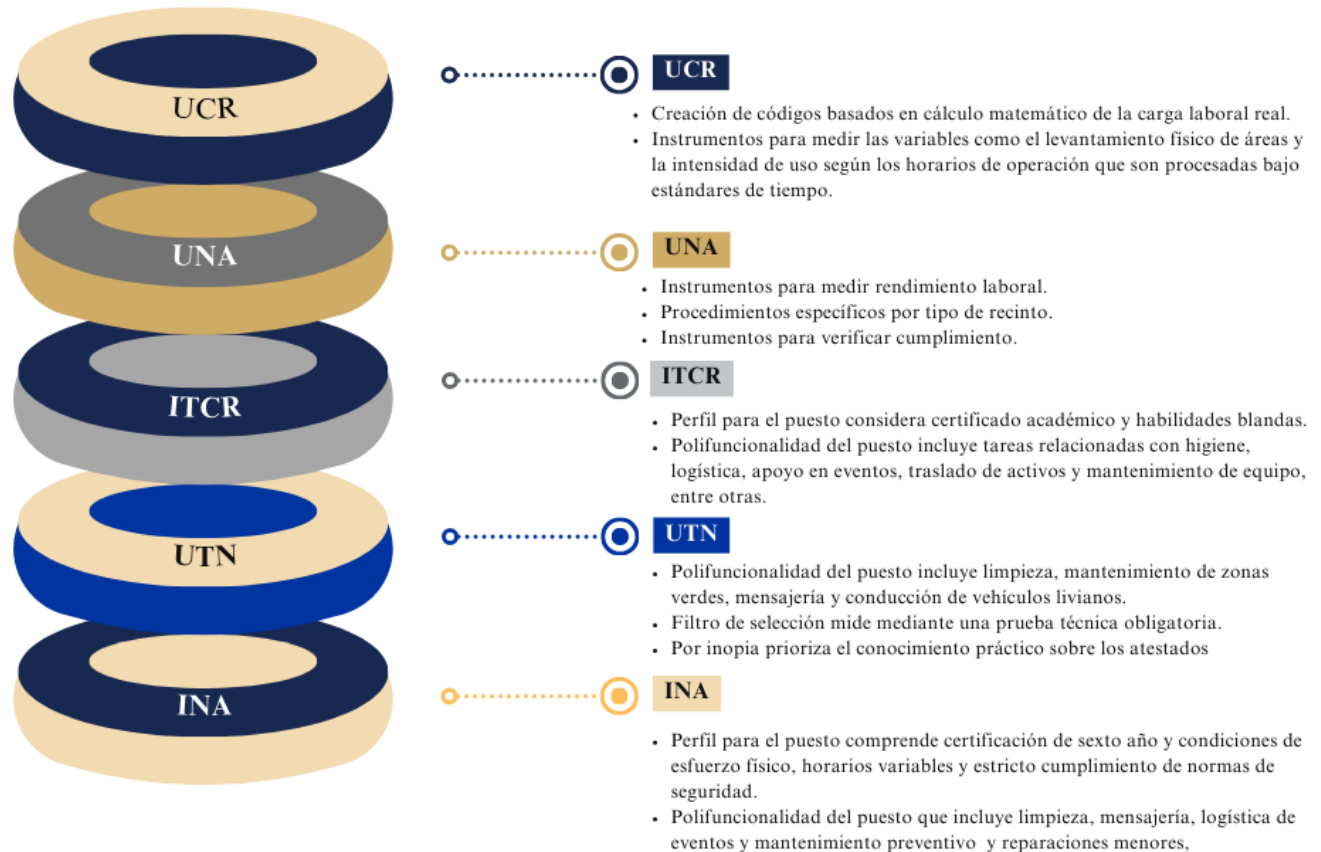 UCR
UNA
ITCR
UTN
INA
UCR
• Creación de códigos basados en cálculo matemático de la carga laboral real.
• Instrumentos para medir las variables como el levantamiento físico de áreas y
la intensidad de uso según los horarios de operación que son procesadas bajo
estándares de tiempo.
UNA
• Instrumentos para medir rendimiento laboral.
• Procedimientos específicos por tipo de recinto.
• Instrumentos para verificar cumplimiento.
ITCR
• Perfil para el puesto considera certificado académico y habilidades blandas.
• Polifuncionalidad del puesto incluye tareas relacionadas con higiene,
logística, apoyo en eventos, traslado de activos y mantenimiento de equipo,
entre otras.
UTN
• Polifuncionalidad del puesto incluye limpieza, mantenimiento de zonas
verdes, mensajería y conducción de vehículos livianos.
• Filtro de selección mide mediante una prueba técnica obligatoria.
• Por inopia prioriza el conocimiento práctico sobre los atestados
INA
• Perfil para el puesto comprende certificación de sexto año y condiciones de
esfuerzo físico, horarios variables y estricto cumplimiento de normas de
seguridad.
• Polifuncionalidad del puesto que incluye limpieza, mensajería, logística de
eventos y mantenimiento preventivo y reparaciones menores,